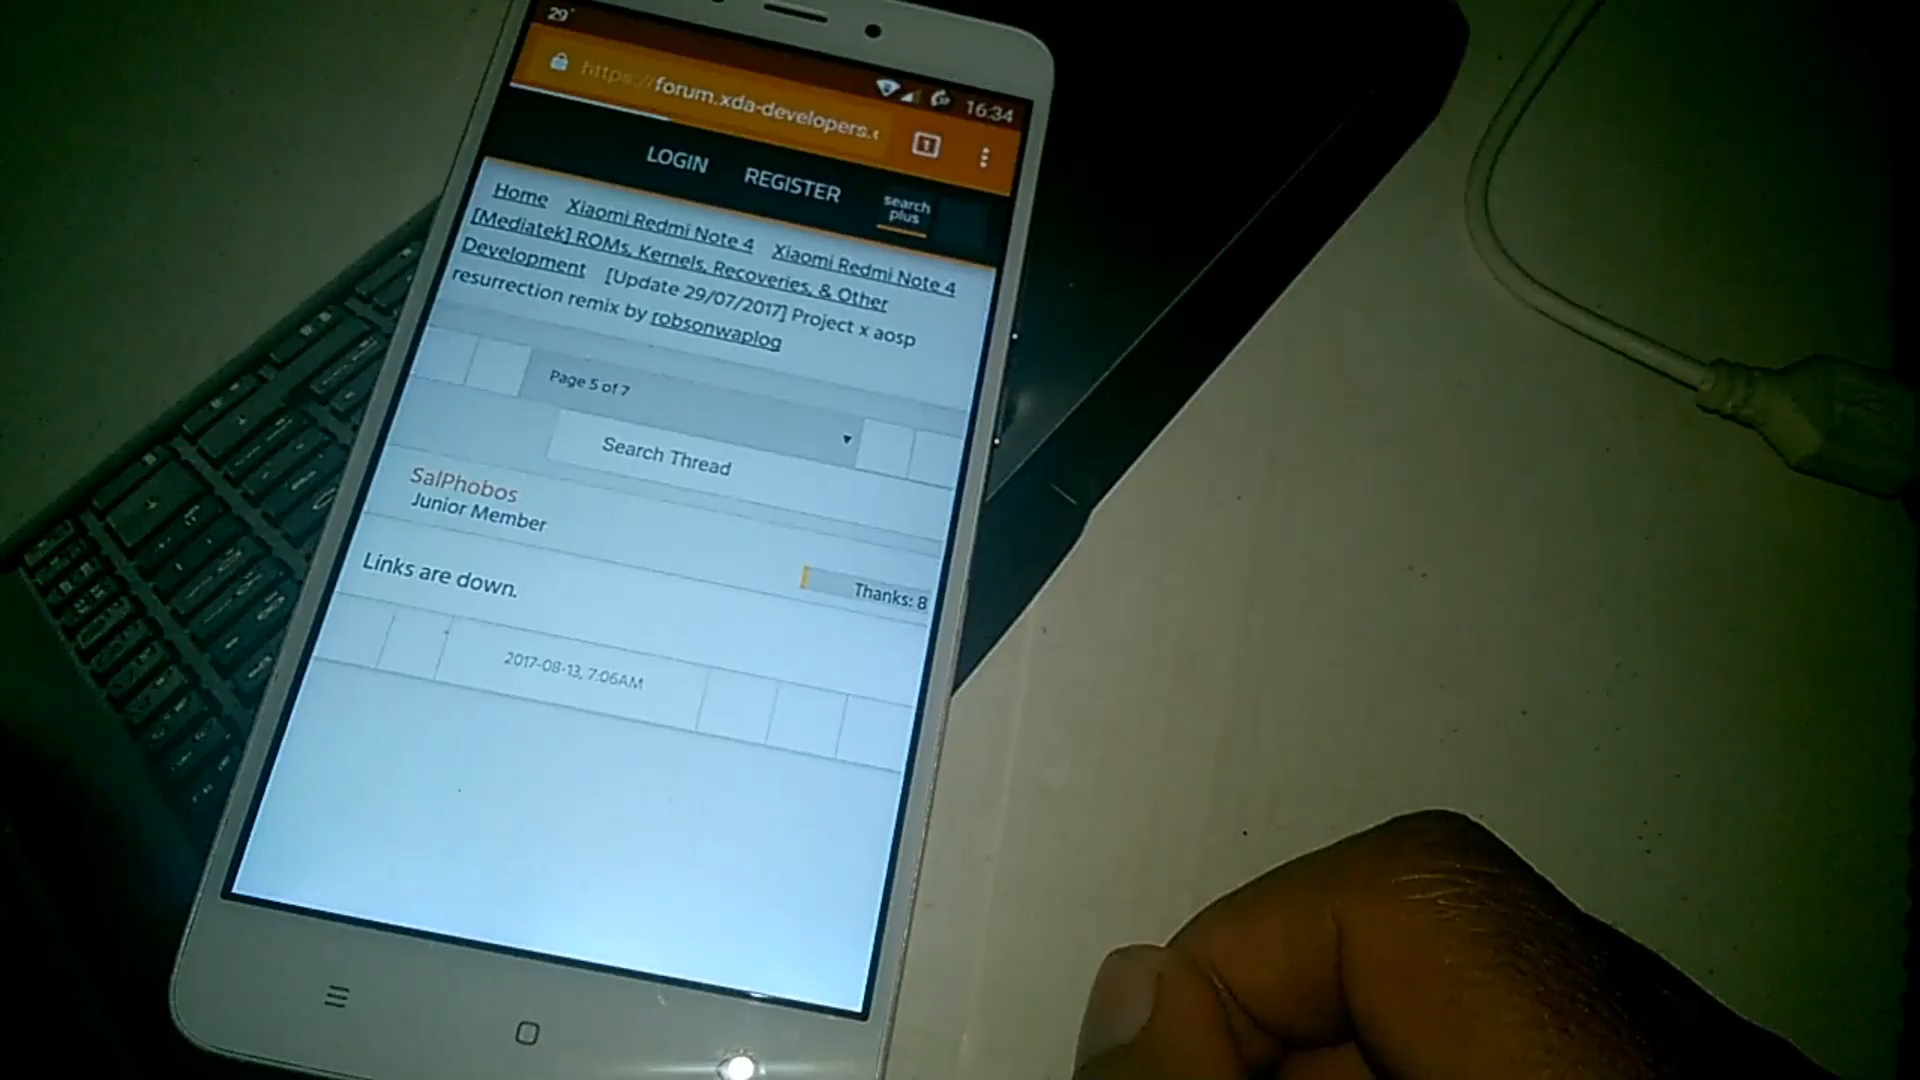 29°
16:34
https://forum.xda-developers.c
1
LOGIN REGISTER search plus
Home Xiaomi Redmi Note 4 Xiaomi Redmi Note 4
[Mediatek] ROMs, Kernels, Recoveries, & Other
Development [Update 29/07/2017] Project x aosp
resurrection remix by robsonwaplog
Page 5 of 7
Search Thread
SalPhobos
Junior Member
Thanks: 8
Links are down.
2017-08-13, 7:06AM